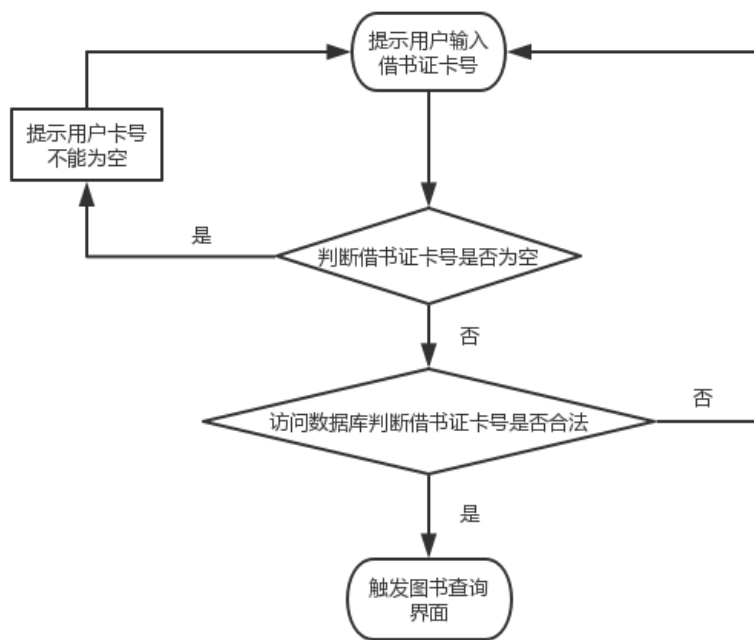 提示用户输入
借书证卡号
提示用户卡号
不能为空
是
判断借书证卡号是否为空
否
访问数据库判断借书证卡号是否合法
否
是
触发图书查询
界面